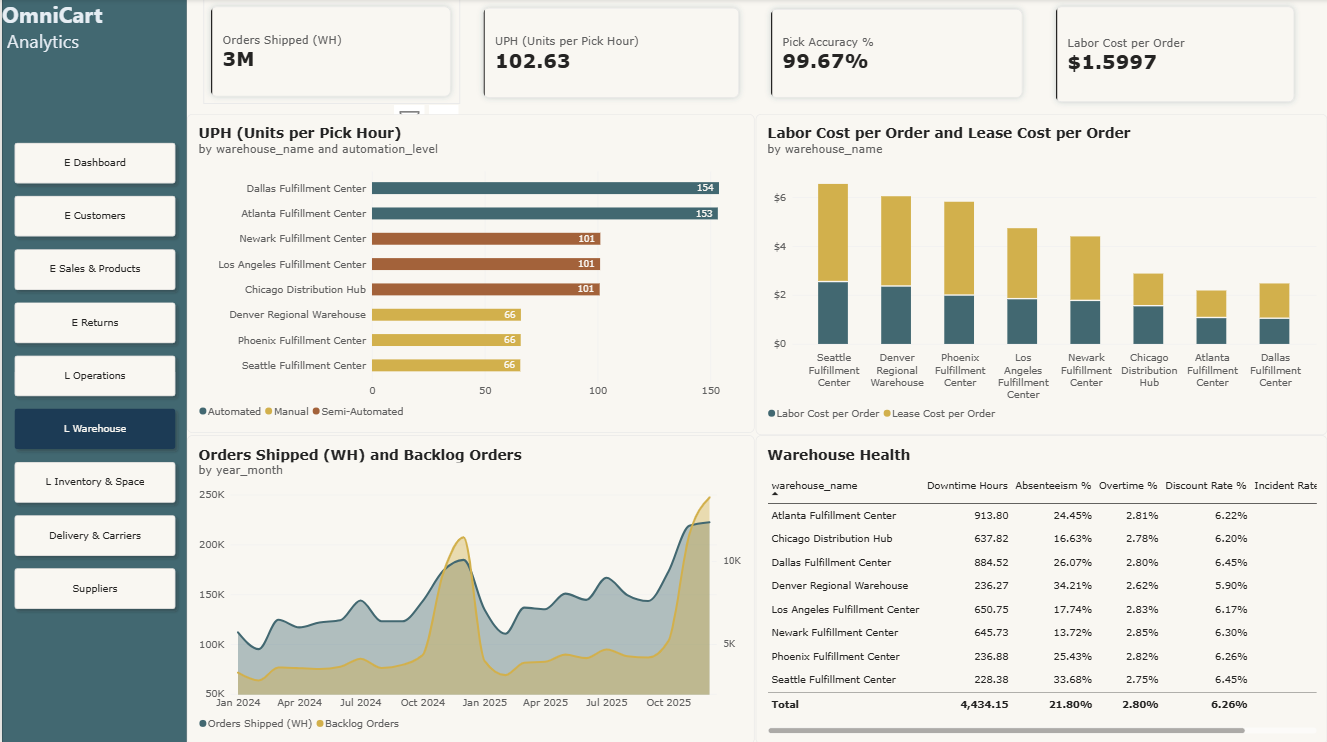 OmniCart
Analytics
E Dashboard
E Customers
E Sales & Products
E Returns
L Operations
L Warehouse
L Inventory & Space
Delivery & Carriers
Suppliers
Orders Shipped (WH)
3M
UPH (Units per Pick Hour)
102.63
Pick Accuracy %
99.67%
Labor Cost per Order
$1.5997
UPH (Units per Pick Hour)
by warehouse_name and automation_level
Dallas Fulfillment Center 154
Atlanta Fulfillment Center 153
Newark Fulfillment Center 101
Los Angeles Fulfillment Center 101
Chicago Distribution Hub 101
Denver Regional Warehouse 66
Phoenix Fulfillment Center 66
Seattle Fulfillment Center 66
0 50 100 150
Automated Manual Semi-Automated
Labor Cost per Order and Lease Cost per Order
by warehouse_name
$6
$4
$2
$0
Seattle Fulfillment Center
Denver Regional Warehouse
Phoenix Fulfillment Center
Los Angeles Fulfillment Center
Newark Fulfillment Center
Chicago Distribution Hub
Atlanta Fulfillment Center
Dallas Fulfillment Center
Labor Cost per Order Lease Cost per Order
Orders Shipped (WH) and Backlog Orders
by year_month
250K
200K
150K
100K
50K
10K
5K
Jan 2024 Apr 2024 Jul 2024 Oct 2024 Jan 2025 Apr 2025 Jul 2025 Oct 2025
Orders Shipped (WH) Backlog Orders
Warehouse Health
warehouse_name Downtime Hours Absenteeism % Overtime % Discount Rate % Incident Rate
Atlanta Fulfillment Center 913.80 24.45% 2.81% 6.22%
Chicago Distribution Hub 637.82 16.63% 2.78% 6.20%
Dallas Fulfillment Center 884.52 26.07% 2.80% 6.45%
Denver Regional Warehouse 236.27 34.21% 2.62% 5.90%
Los Angeles Fulfillment Center 650.75 17.74% 2.83% 6.17%
Newark Fulfillment Center 645.73 13.72% 2.85% 6.30%
Phoenix Fulfillment Center 236.88 25.43% 2.82% 6.26%
Seattle Fulfillment Center 228.38 33.68% 2.75% 6.45%
Total 4,434.15 21.80% 2.80% 6.26%